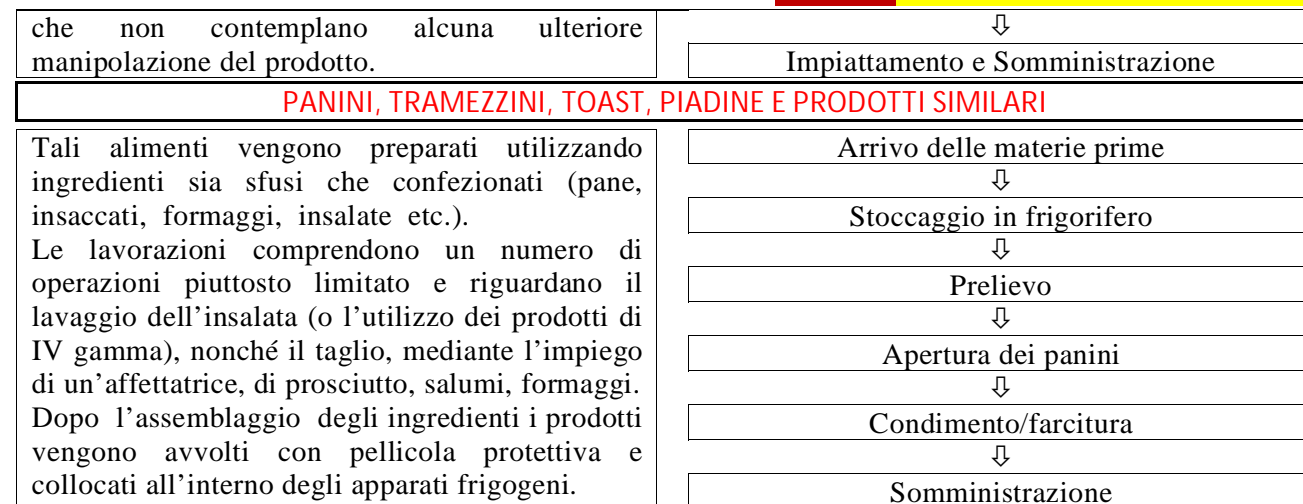 che non contemplano alcuna ulteriore
manipolazione del prodotto.
⇩
Impiattamento e Somministrazione
PANINI, TRAMEZZINI, TOAST, PIADINE E PRODOTTI SIMILARI
Tali alimenti vengono preparati utilizzando
ingredienti sia sfusi che confezionati (pane,
insaccati, formaggi, insalate etc.).
Le lavorazioni comprendono un numero di
operazioni piuttosto limitato e riguardano il
lavaggio dell’insalata (o l’utilizzo dei prodotti di
IV gamma), nonché il taglio, mediante l’impiego
di un’affettatrice, di prosciutto, salumi, formaggi.
Dopo l’assemblaggio degli ingredienti i prodotti
vengono avvolti con pellicola protettiva e
collocati all’interno degli apparati frigogeni.
Arrivo delle materie prime
⇩
Stoccaggio in frigorifero
⇩
Prelievo
⇩
Apertura dei panini
⇩
Condimento/farcitura
⇩
Somministrazione